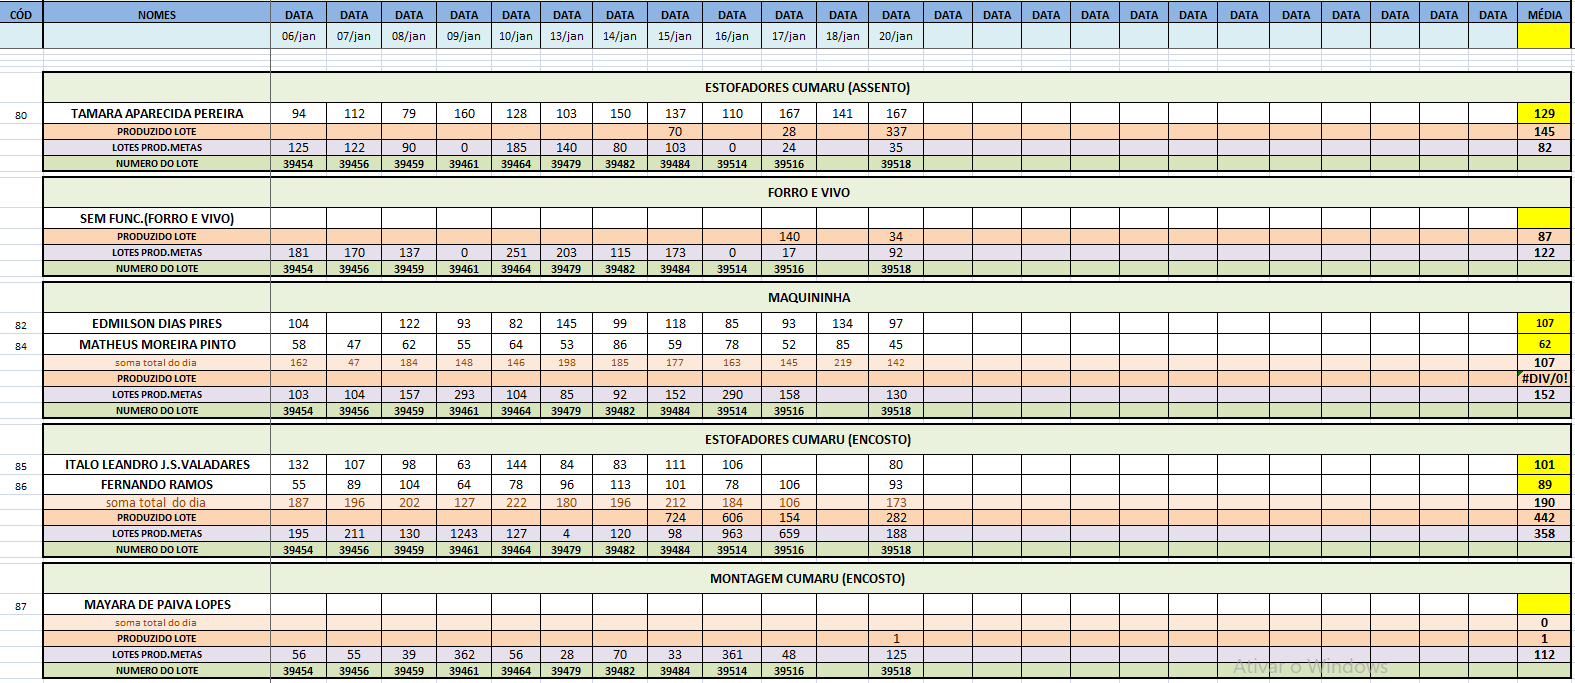 CÓD NOMES DATA DATA DATA DATA DATA DATA DATA DATA DATA DATA DATA DATA DATA DATA DATA DATA DATA DATA DATA DATA DATA DATA DATA DATA MÉDIA
06/jan 07/jan 08/jan 09/jan 10/jan 13/jan 14/jan 15/jan 16/jan 17/jan 18/jan 20/jan
ESTOFADORES CUMARU (ASSENTO)
80 TAMARA APARECIDA PEREIRA 94 112 79 160 128 103 150 137 110 167 141 167 129
PRODUZIDO LOTE 70 28 337 145
LOTES PROD.METAS 125 122 90 0 185 140 80 103 0 24 35 82
NUMERO DO LOTE 39454 39456 39459 39461 39464 39479 39482 39484 39514 39516 39518
FORRO E VIVO
SEM FUNC.(FORRO E VIVO)
PRODUZIDO LOTE 140 34 87
LOTES PROD.METAS 181 170 137 0 251 203 115 173 0 17 92 122
NUMERO DO LOTE 39454 39456 39459 39461 39464 39479 39482 39484 39514 39516 39518
MAQUININHA
82 EDMILSON DIAS PIRES 104 122 93 82 145 99 118 85 93 134 97 107
84 MATHEUS MOREIRA PINTO 58 47 62 55 64 53 86 59 78 52 85 45 62
soma total do dia 162 47 184 148 146 198 185 177 163 145 219 142 107
PRODUZIDO LOTE #DIV/0!
LOTES PROD.METAS 103 104 157 293 104 85 92 152 290 158 130 152
NUMERO DO LOTE 39454 39456 39459 39461 39464 39479 39482 39484 39514 39516 39518
ESTOFADORES CUMARU (ENCOSTO)
85 ITALO LEANDRO J.S.VALADARES 132 107 98 63 144 84 83 111 106 80 101
86 FERNANDO RAMOS 55 89 104 64 78 96 113 101 78 106 93 89
soma total do dia 187 196 202 127 222 180 196 212 184 106 173 190
PRODUZIDO LOTE 724 606 154 282 442
LOTES PROD.METAS 195 211 130 1243 127 4 120 98 963 659 188 358
NUMERO DO LOTE 39454 39456 39459 39461 39464 39479 39482 39484 39514 39516 39518
MONTAGEM CUMARU (ENCOSTO)
87 MAYARA DE PAIVA LOPES
soma total do dia 0
PRODUZIDO LOTE 1 1
LOTES PROD.METAS 56 55 39 362 56 28 70 33 361 48 125 112
NUMERO DO LOTE 39454 39456 39459 39461 39464 39479 39482 39484 39514 39516 39518
Ativar o Windows